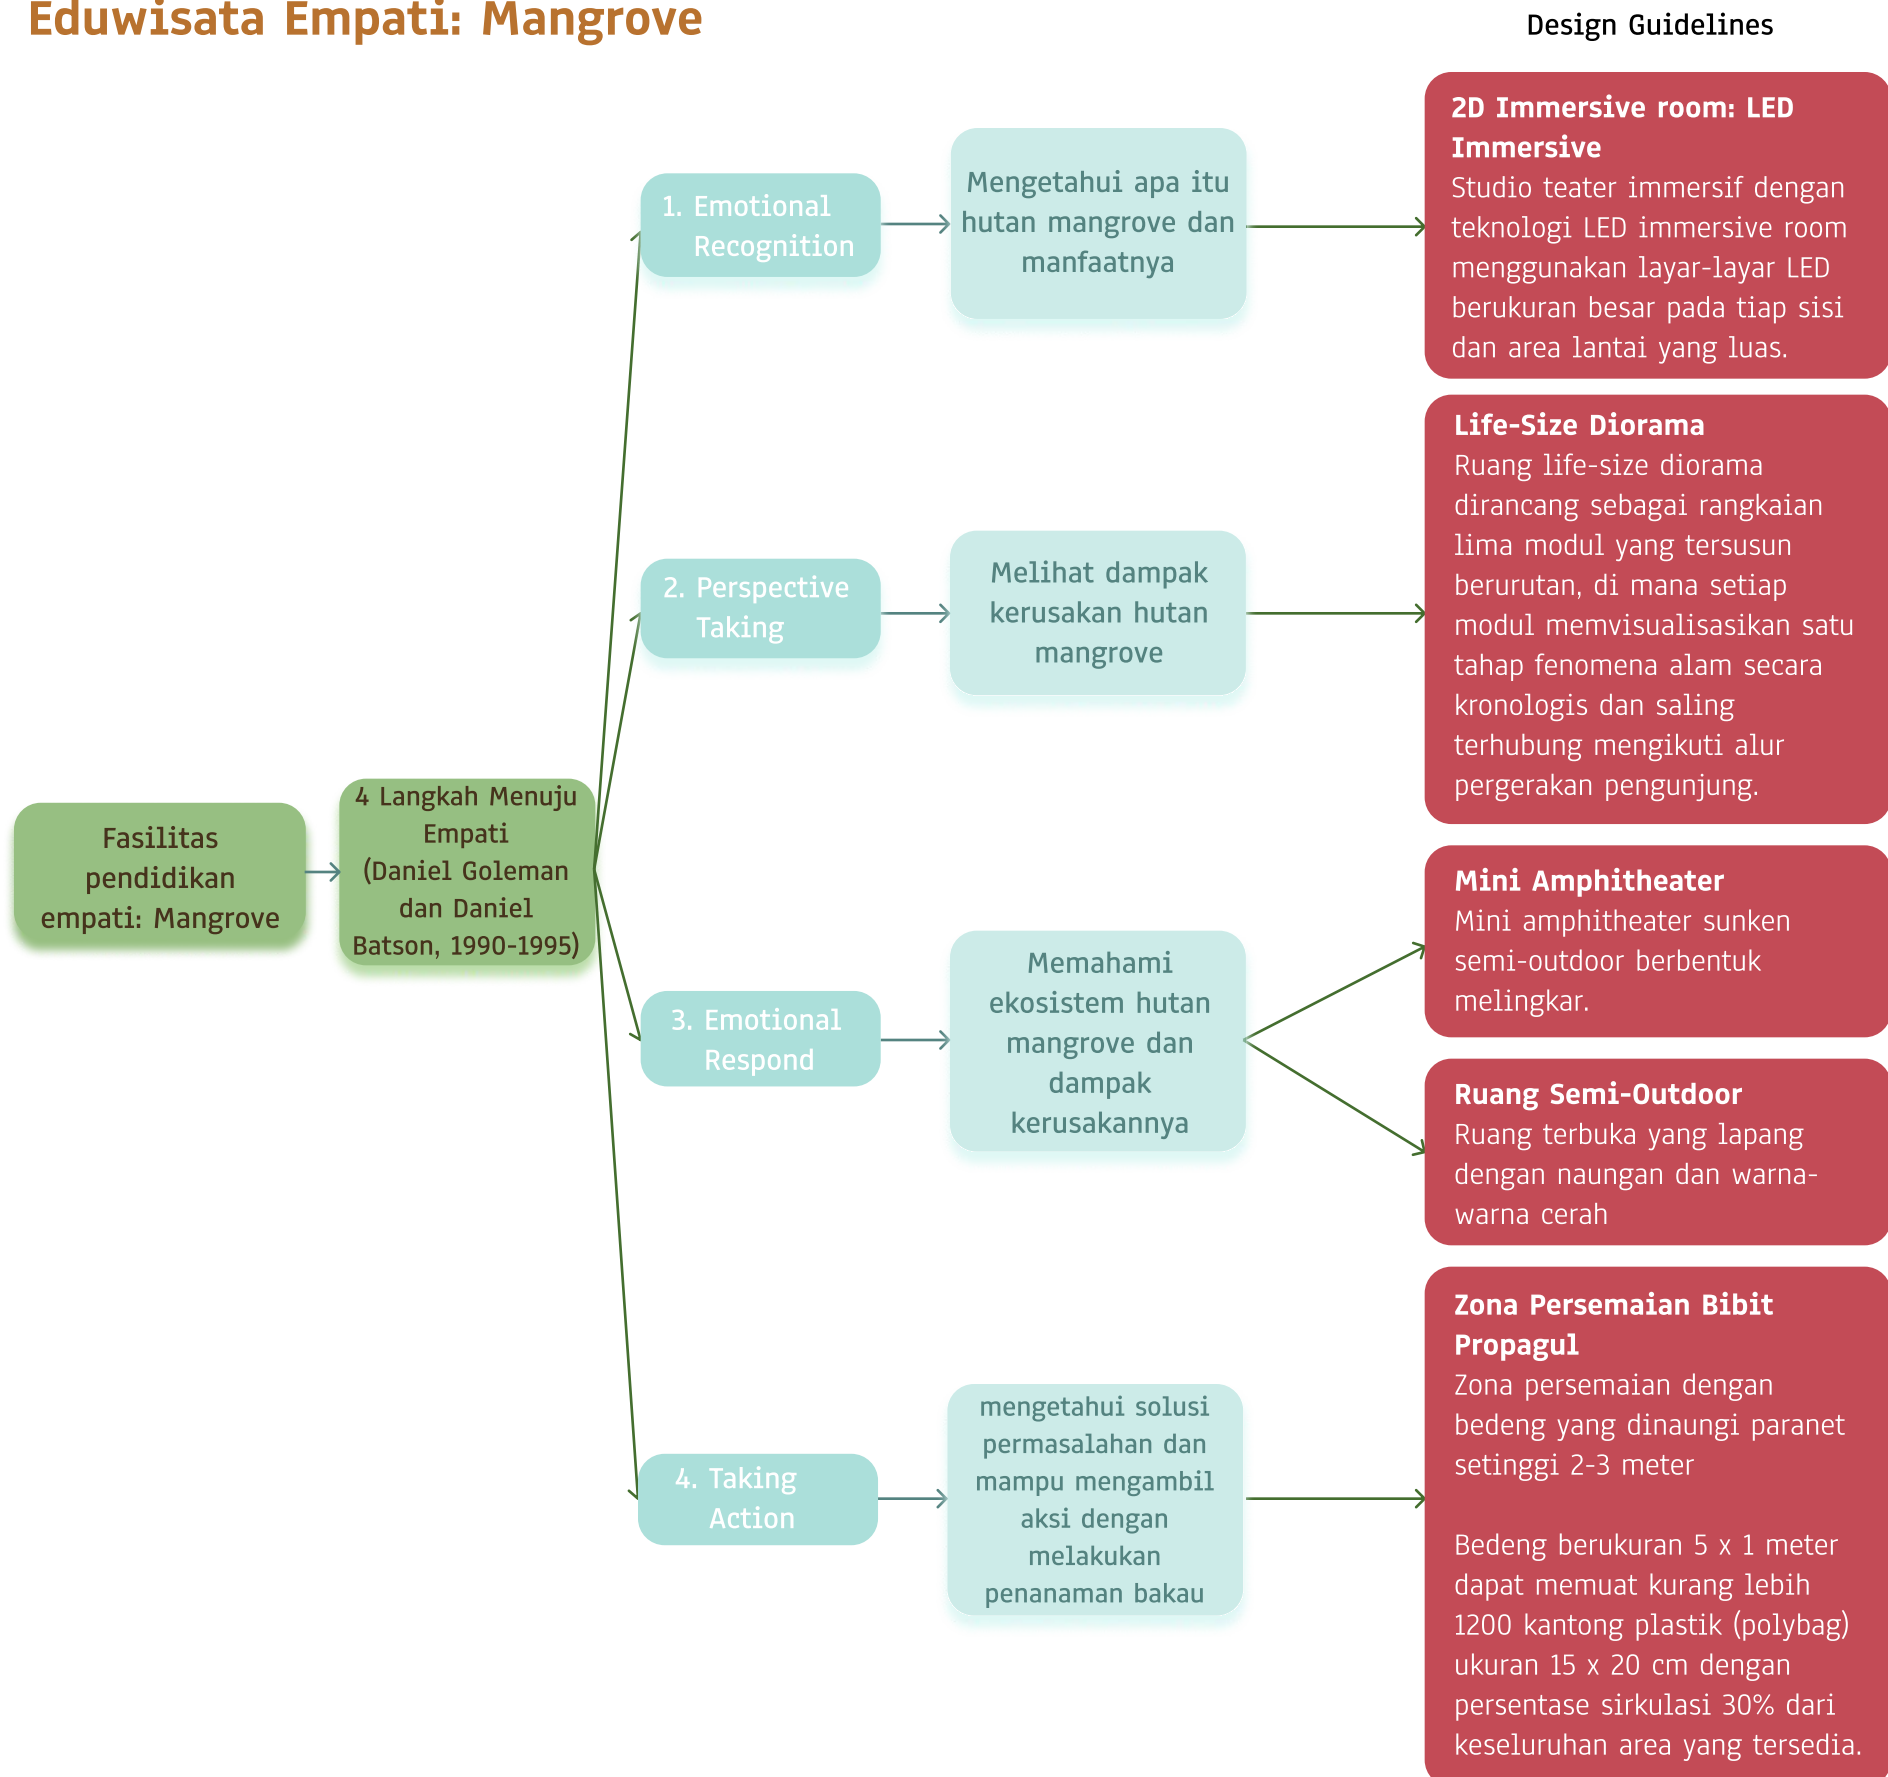 Eduwisata Empati: Mangrove
Design Guidelines
Fasilitas
pendidikan
empati: Mangrove
4 Langkah Menuju
Empati
(Daniel Goleman
dan Daniel
Batson, 1990-1995)
1. Emotional
Recognition
Mengetahui apa itu
hutan mangrove dan
manfaatnya
2D Immersive room: LED
Immersive
Studio teater immersif dengan
teknologi LED immersive room
menggunakan layar-layar LED
berukuran besar pada tiap sisi
dan area lantai yang luas.
2. Perspective
Taking
Melihat dampak
kerusakan hutan
mangrove
Life-Size Diorama
Ruang life-size diorama
dirancang sebagai rangkaian
lima modul yang tersusun
berurutan, di mana setiap
modul memvisualisasikan satu
tahap fenomena alam secara
kronologis dan saling
terhubung mengikuti alur
pergerakan pengunjung.
3. Emotional
Respond
Memahami
ekosistem hutan
mangrove dan
dampak
kerusakannya
Mini Amphitheater
Mini amphitheater sunken
semi-outdoor berbentuk
melingkar.
Ruang Semi-Outdoor
Ruang terbuka yang lapang
dengan naungan dan warna-
warna cerah
4. Taking
Action
mengetahui solusi
permasalahan dan
mampu mengambil
aksi dengan
melakukan
penanaman bakau
Zona Persemaian Bibit
Propagul
Zona persemaian dengan
bedeng yang dinaungi paranet
setinggi 2-3 meter
Bedeng berukuran 5 x 1 meter
dapat memuat kurang lebih
1200 kantong plastik (polybag)
ukuran 15 x 20 cm dengan
persentase sirkulasi 30% dari
keseluruhan area yang tersedia.